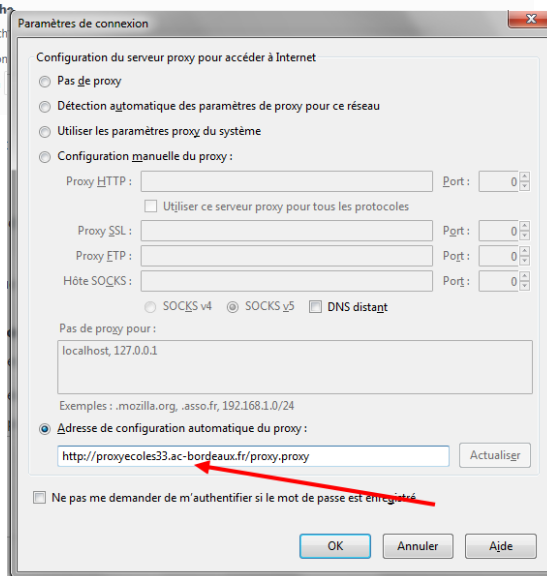 Paramètres de connexion
Configuration du serveur proxy pour accéder à Internet
Pas de proxy
Détection automatique des paramètres de proxy pour ce réseau
Utiliser les paramètres proxy du système
Configuration manuelle du proxy :
Proxy HTTP : Port : 0
Utiliser ce serveur proxy pour tous les protocoles
Proxy SSL : Port : 0
Proxy FTP : Port : 0
Hôte SOCKS : Port : 0
SOCKS v4 SOCKS v5 DNS distant
Pas de proxy pour :
localhost, 127.0.0.1
Exemples : .mozilla.org, .asso.fr, 192.168.1.0/24
Adresse de configuration automatique du proxy :
http://proxyecoles33.ac-bordeaux.fr/proxy.proxy Actualiser
Ne pas me demander de m'authentifier si le mot de passe est enregistré
OK Annuler Aide